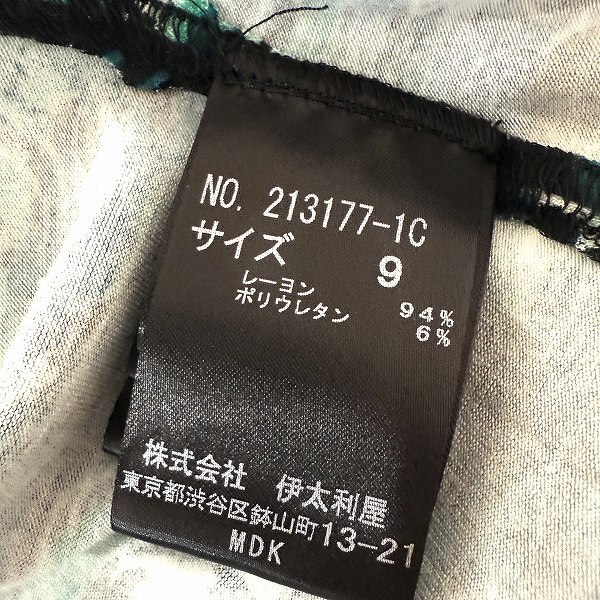 NO. 213177-1C
サイズ 9
レーヨン 94%
ポリウレタン 6%
株式会社 伊太利屋
東京都渋谷区鉢山町13-21
MDK